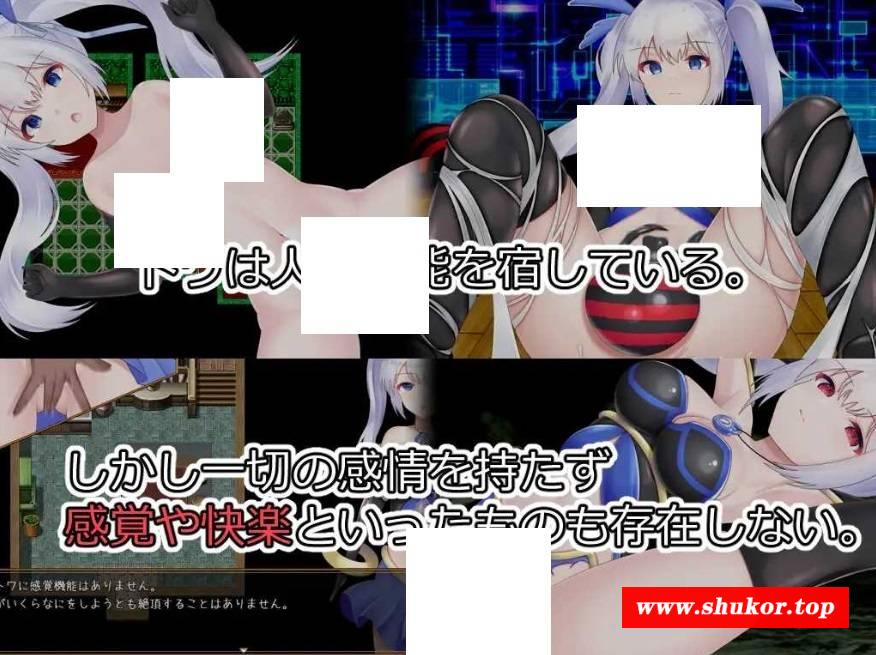 トワは人 能を宿している。
しかし一切の感情を持たず
感覚や快楽といったものも存在しない。
トワに感覚機能はありません。
がいくらなにをしようとも絶頂することはありません。
www.shukor.top